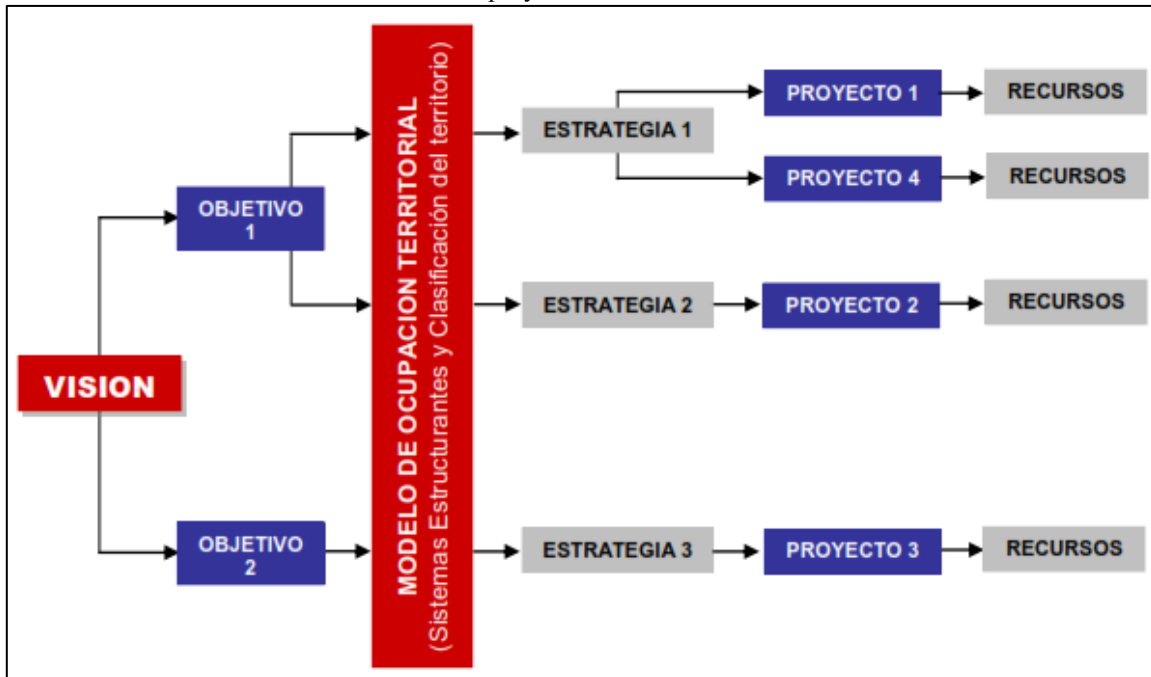 MODELO DE OCUPACION TERRITORIAL
(Sistemas Estructurantes y Clasificación del territorio)
PROYECTO 1
RECURSOS
ESTRATEGIA 1
PROYECTO 4
RECURSOS
OBJETIVO
1
ESTRATEGIA 2
PROYECTO 2
RECURSOS
VISION
OBJETIVO
2
ESTRATEGIA 3
PROYECTO 3
RECURSOS